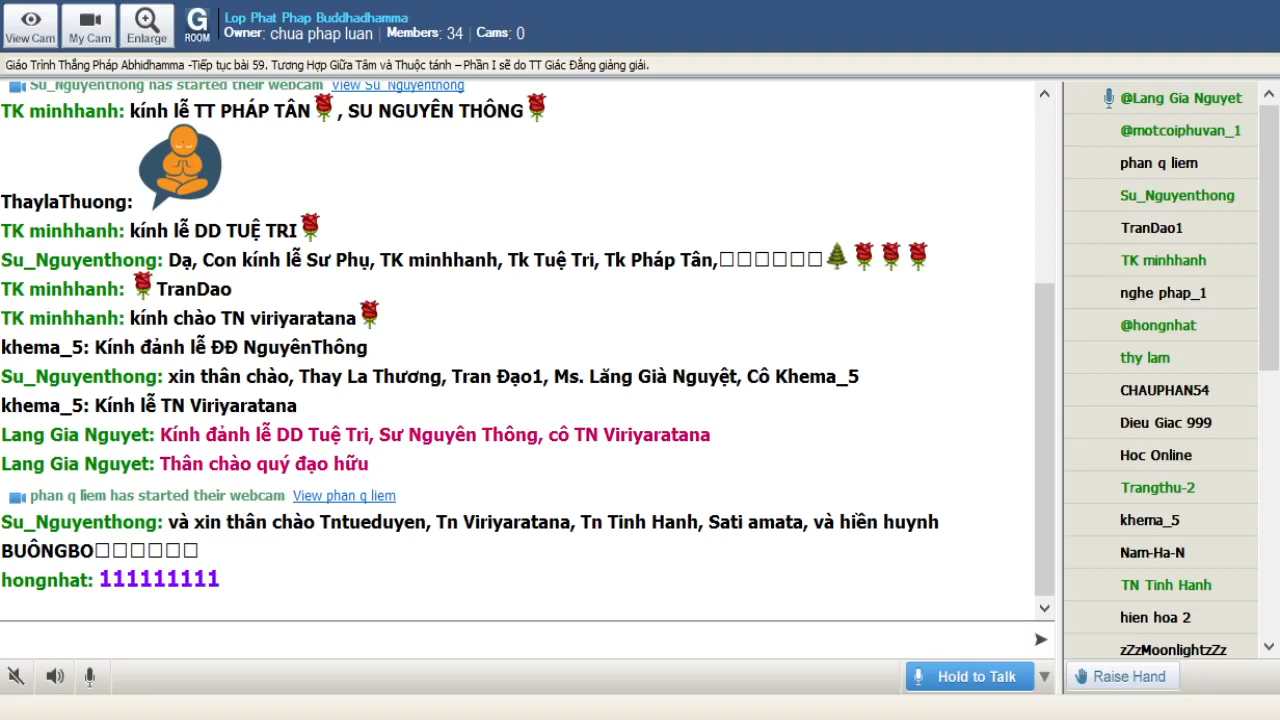 View Cam
My Cam
Enlarge
G
ROOM
Lop Phat Phap Buddhadhamma
Owner: chua phap luan | Members: 34 | Cams: 0
Giáo Trình Thắng Pháp Abhidhamma -Tiếp tục bài 59. Tương Hợp Giữa Tâm và Thuộc tánh – Phần I sẽ do TT Giác Đẳng giảng giải.
Su_Nguyenthong has started their webcam View Su_Nguyenthong
TK minhhanh: kính lễ TT PHÁP TÂN , SU NGUYÊN THÔNG
ThaylaThuong:
TK minhhanh: kính lễ DD TUỆ TRI
Su_Nguyenthong: Dạ, Con kính lễ Sư Phụ, TK minhhanh, Tk Tuệ Tri, Tk Pháp Tân,□□□□□□
TK minhhanh: TranDao
TK minhhanh: kính chào TN viriyaratana
khema_5: Kính đảnh lễ ĐĐ NguyênThông
Su_Nguyenthong: xin thân chào, Thay La Thương, Tran Đạo1, Ms. Lăng Già Nguyệt, Cô Khema_5
khema_5: Kính lễ TN Viriyaratana
Lang Gia Nguyet: Kính đảnh lễ DD Tuệ Tri, Sư Nguyên Thông, cô TN Viriyaratana
Lang Gia Nguyet: Thân chào quý đạo hữu
phan q liem has started their webcam View phan q liem
Su_Nguyenthong: và xin thân chào Tntueduyen, Tn Viriyaratana, Tn Tinh Hanh, Sati amata, và hiền huynh
BUÔNGBO□□□□□□
hongnhat: 111111111
Hold to Talk
@Lang Gia Nguyet
@motcoiphuvan_1
phan q liem
Su_Nguyenthong
TranDao1
TK minhhanh
nghe phap_1
@hongnhat
thy lam
CHAUPHAN54
Dieu Giac 999
Hoc Online
Trangthu-2
khema_5
Nam-Ha-N
TN Tinh Hanh
hien hoa 2
zZzMoonlightzZz
Raise Hand